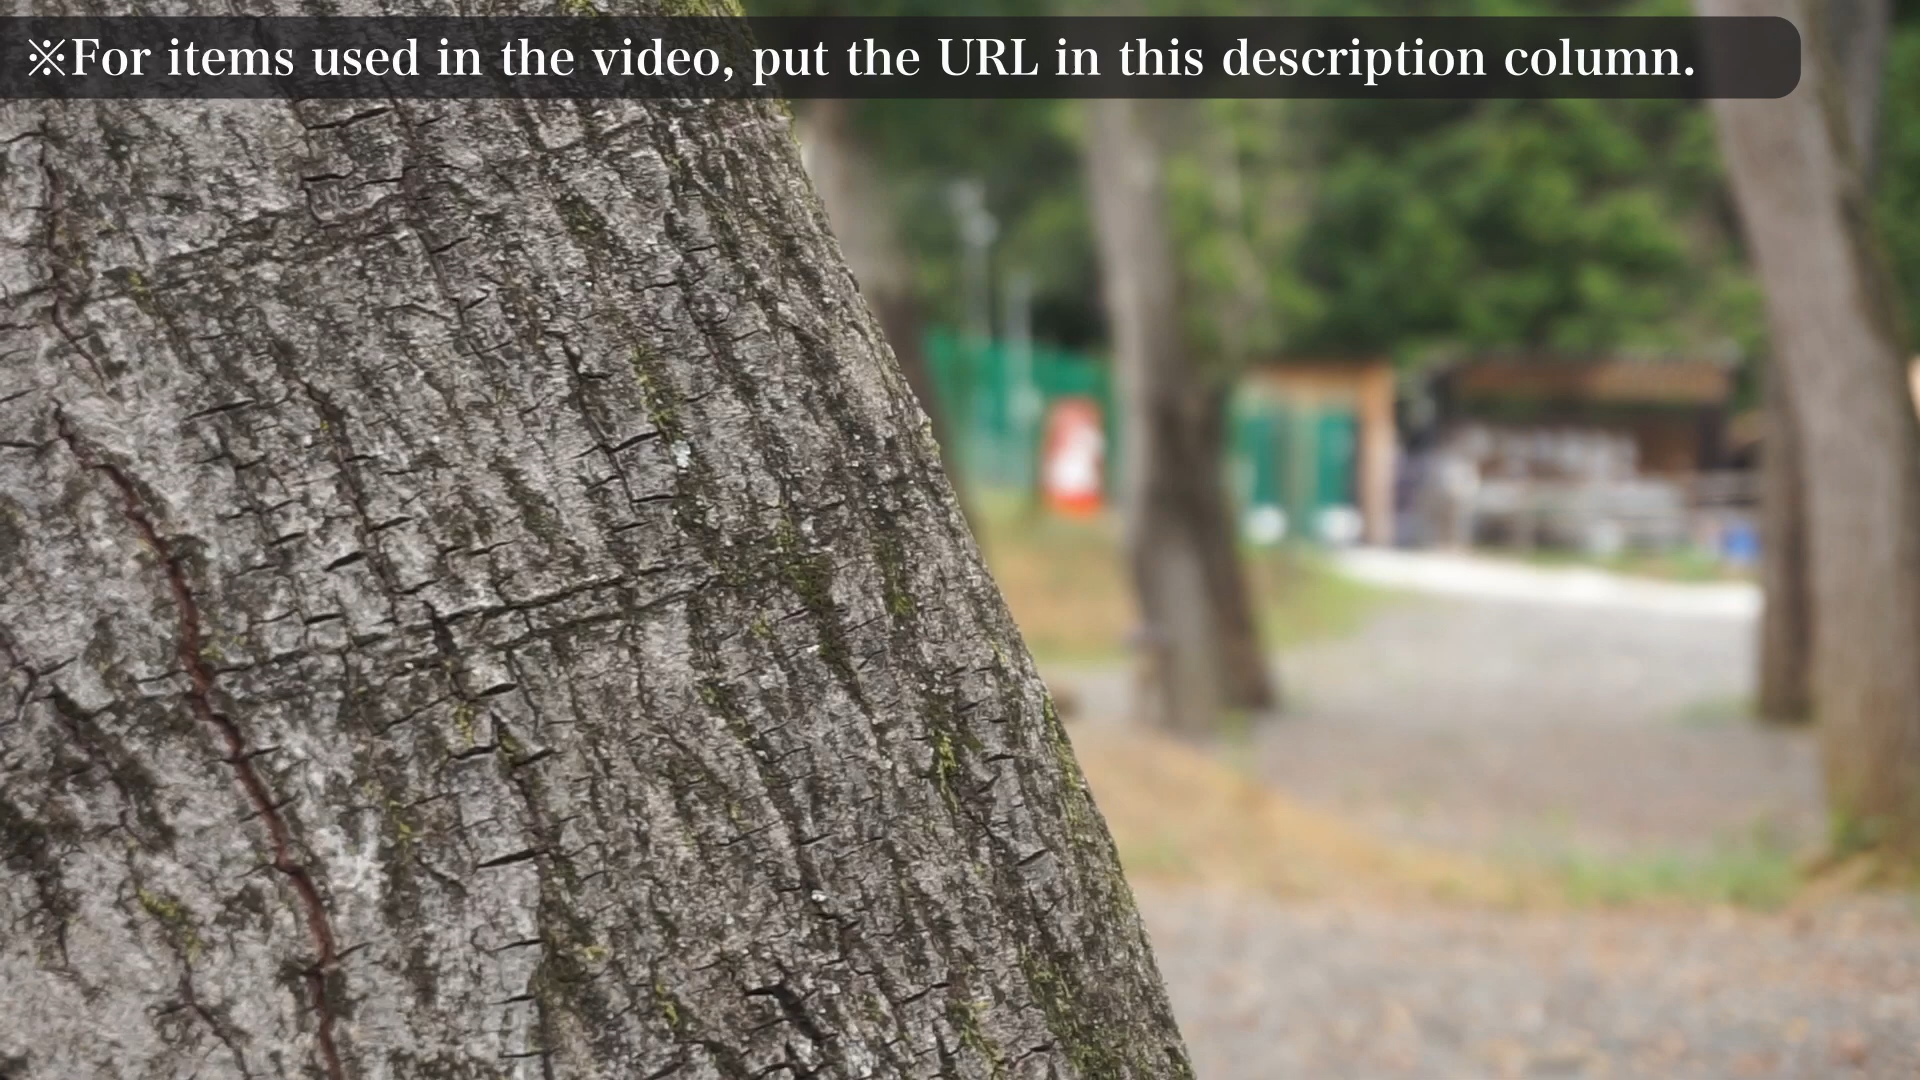 ※For items used in the video, put the URL in this description column.